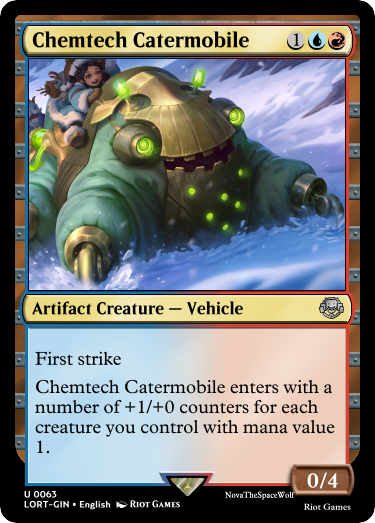 Chemtech Catermobile 1
Artifact Creature — Vehicle
First strike
Chemtech Catermobile enters with a
number of +1/+0 counters for each
creature you control with mana value
1.
0/4
U 0063
LORT-GIN • English RIOT GAMES
NovaTheSpaceWolf
Riot Games